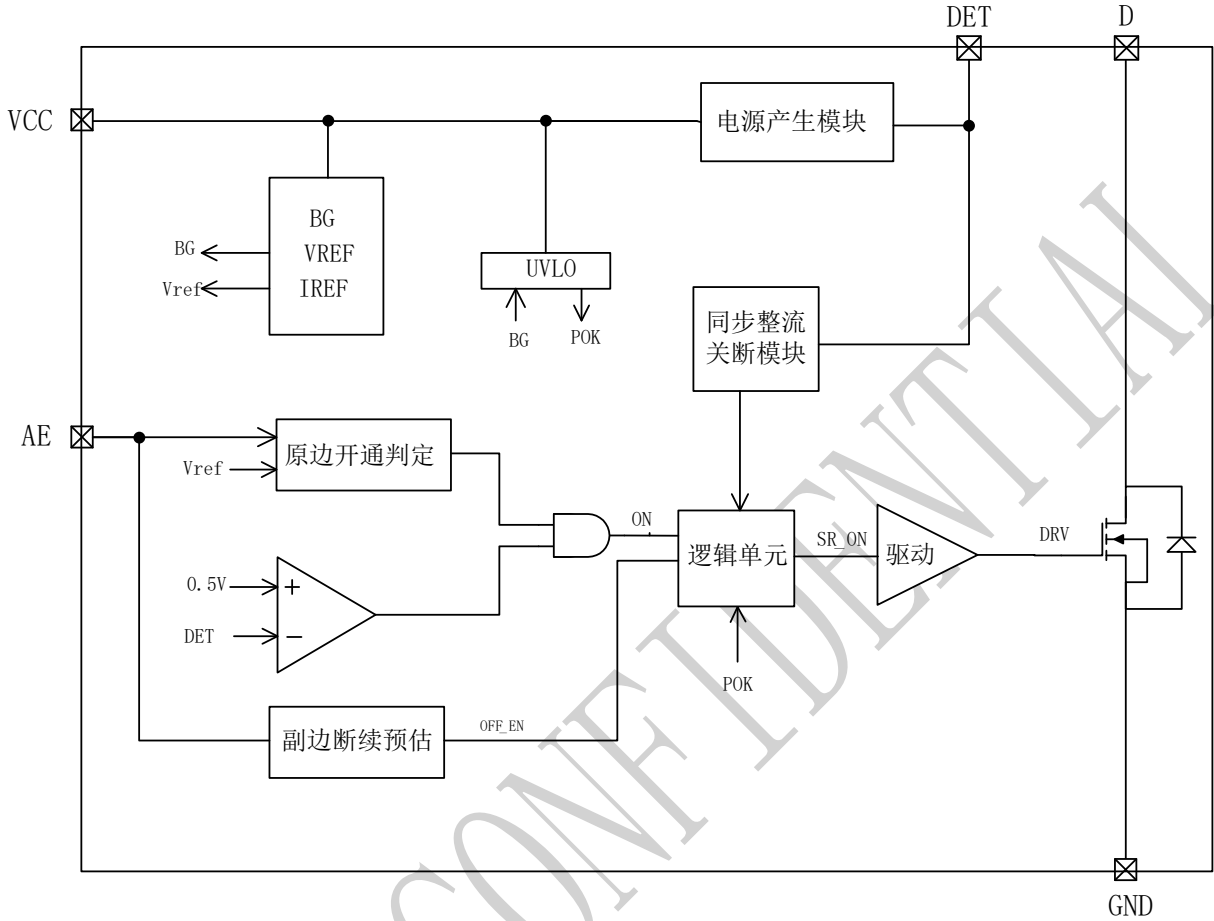 DET
D
VCC
电源产生模块
BG
VREF
IREF
BG
Vref
UVLO
BG
POK
同步整流
关断模块
AE
原边开通判定
Vref
ON
逻辑单元
SR_ON
驱动
DRV
0.5V
+
DET
−
POK
副边断续预估
OFF_EN
GND
CONFIDENTIAL